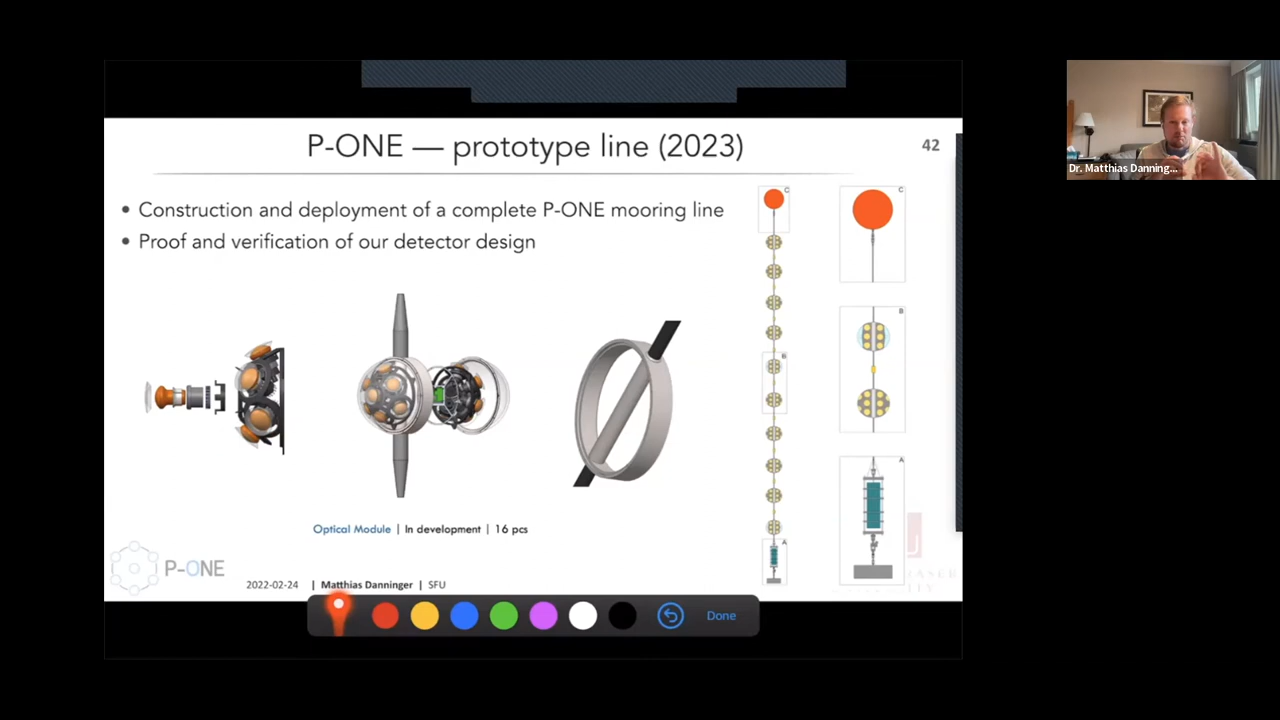 P-ONE — prototype line (2023)
42
• Construction and deployment of a complete P-ONE mooring line
• Proof and verification of our detector design
C
C
B
B
A
A
Optical Module | In development | 16 pcs
P-ONE
2022-02-24 | Matthias Danninger | SFU
Done
Dr. Matthias Danning...